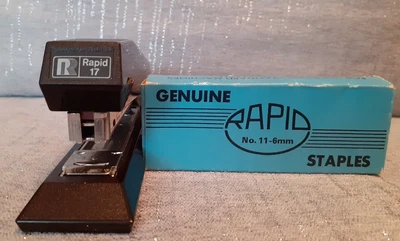 R Rapid
17
GENUINE
RAPID
No. 11-6mm
STAPLES